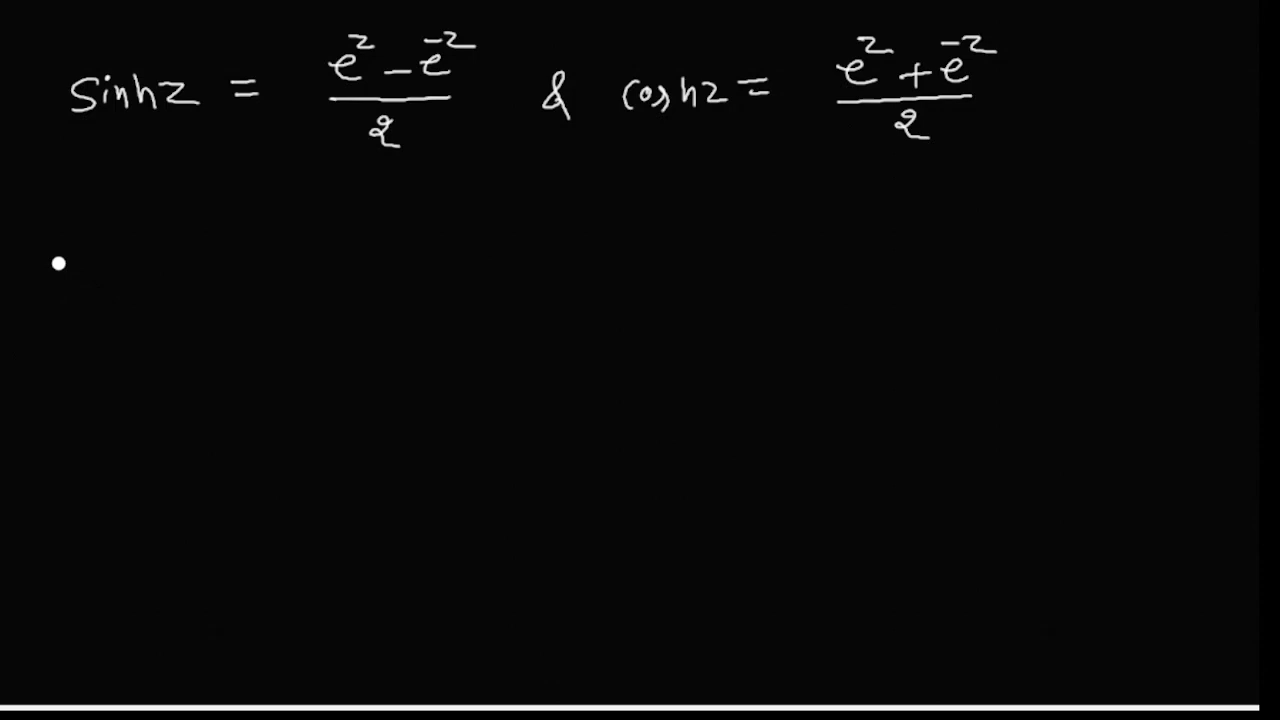 Sinhz = (e^z - e^-z)/2 & coshz = (e^z + e^-z)/2